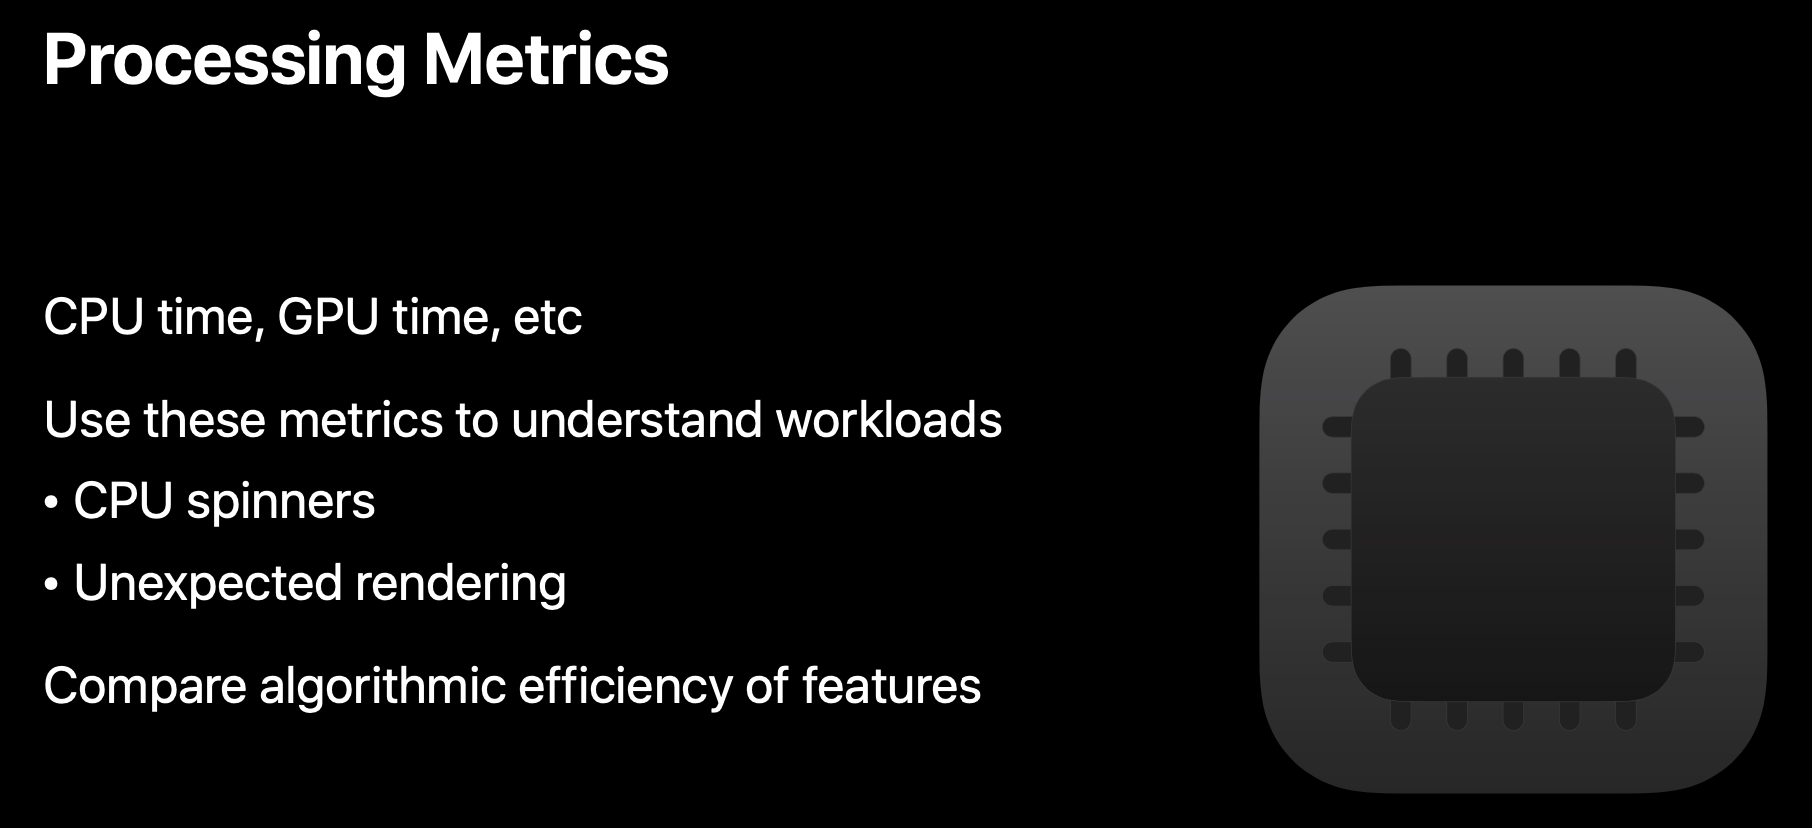 Processing Metrics
CPU time, GPU time, etc
Use these metrics to understand workloads
• CPU spinners
• Unexpected rendering
Compare algorithmic efficiency of features